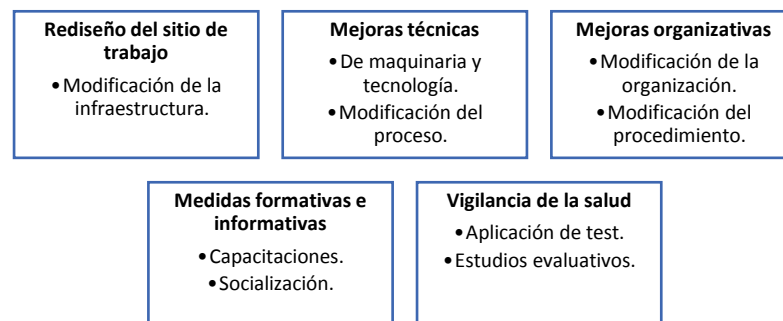 Rediseño del sitio de
trabajo
•Modificación de la
infraestructura.
Mejoras técnicas
•De maquinaria y
tecnología.
•Modificación del
proceso.
Mejoras organizativas
•Modificación de la
organización.
•Modificación del
procedimiento.
Medidas formativas e
informativas
•Capacitaciones.
•Socialización.
Vigilancia de la salud
•Aplicación de test.
•Estudios evaluativos.